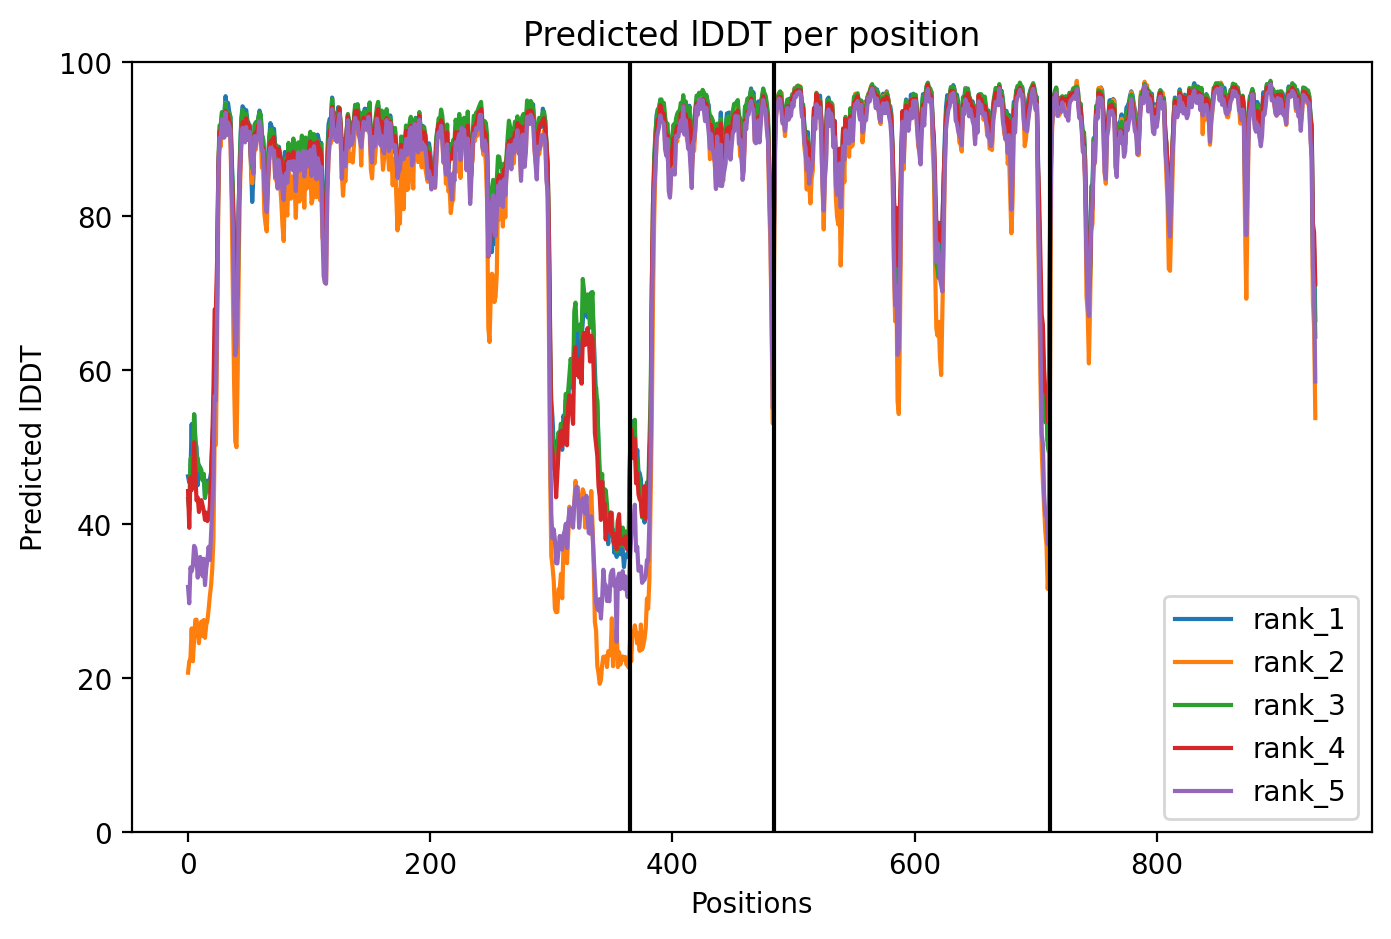 Predicted lDDT per position
Predicted lDDT
100
80
60
40
20
0
0 200 400 600 800
Positions
rank_1
rank_2
rank_3
rank_4
rank_5